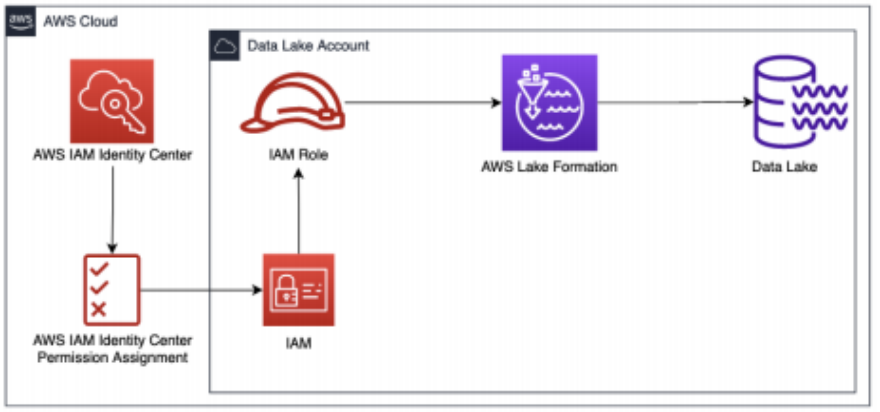 aws
AWS Cloud
Data Lake Account
AWS IAM Identity Center
IAM Role
AWS Lake Formation
Data Lake
AWS IAM Identity Center
Permission Assignment
IAM